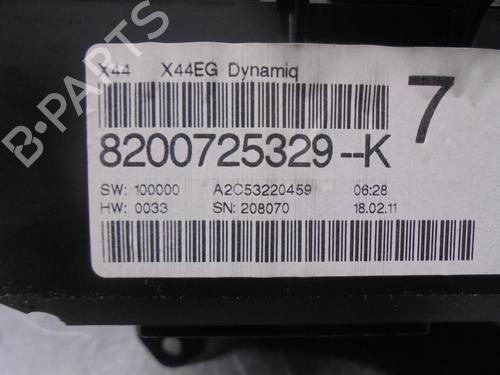 X44 X44EG Dynamiq
7
8200725329--K
SW: 100000 A2C53220459 06:28
HW: 0033 SN: 208070 18.02.11
B-PARTS